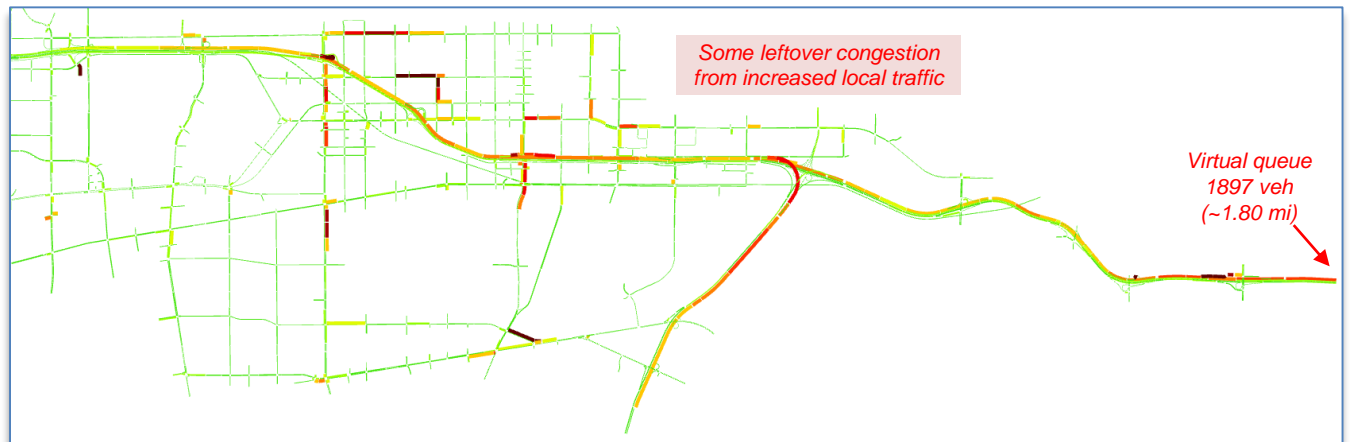 Some leftover congestion
from increased local traffic
Virtual queue
1897 veh
(~1.80 mi)